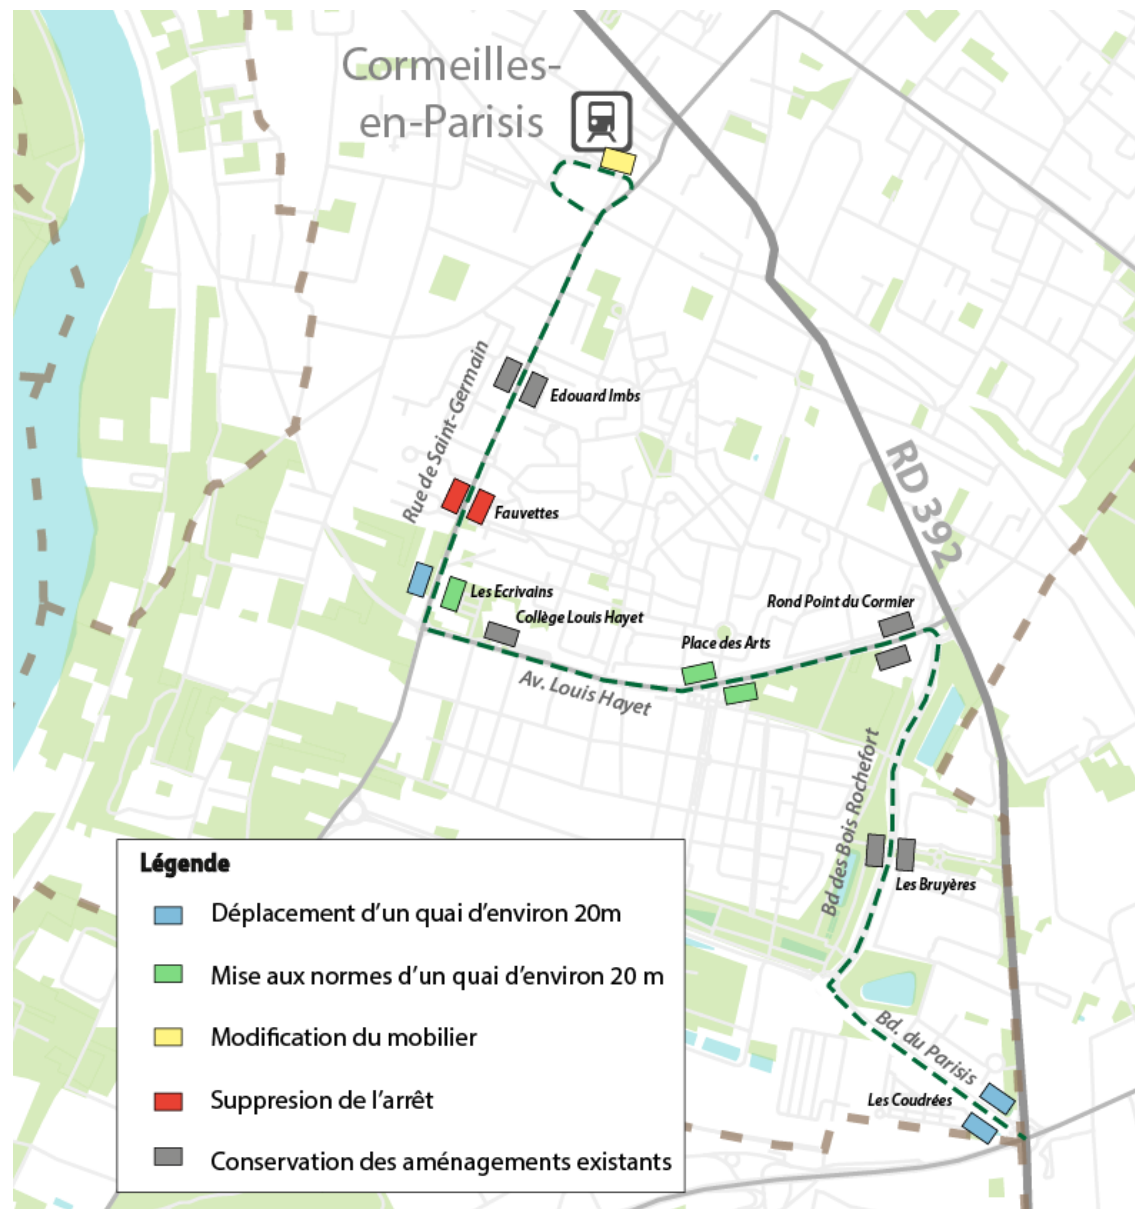 Cormeilles-
en-Parisis
Rue de Saint-Germain
Edouard Imbs
RD 392
Fauvettes
Les Ecrivains
Collège Louis Hayet
Rond Point du Cormier
Place des Arts
Av. Louis Hayet
Bd des Bois Rochefort
Les Bruyères
Bd. du Parisis
Les Coudrées
Légende
Déplacement d'un quai d'environ 20m
Mise aux normes d'un quai d'environ 20 m
Modification du mobilier
Suppresion de l'arrêt
Conservation des aménagements existants